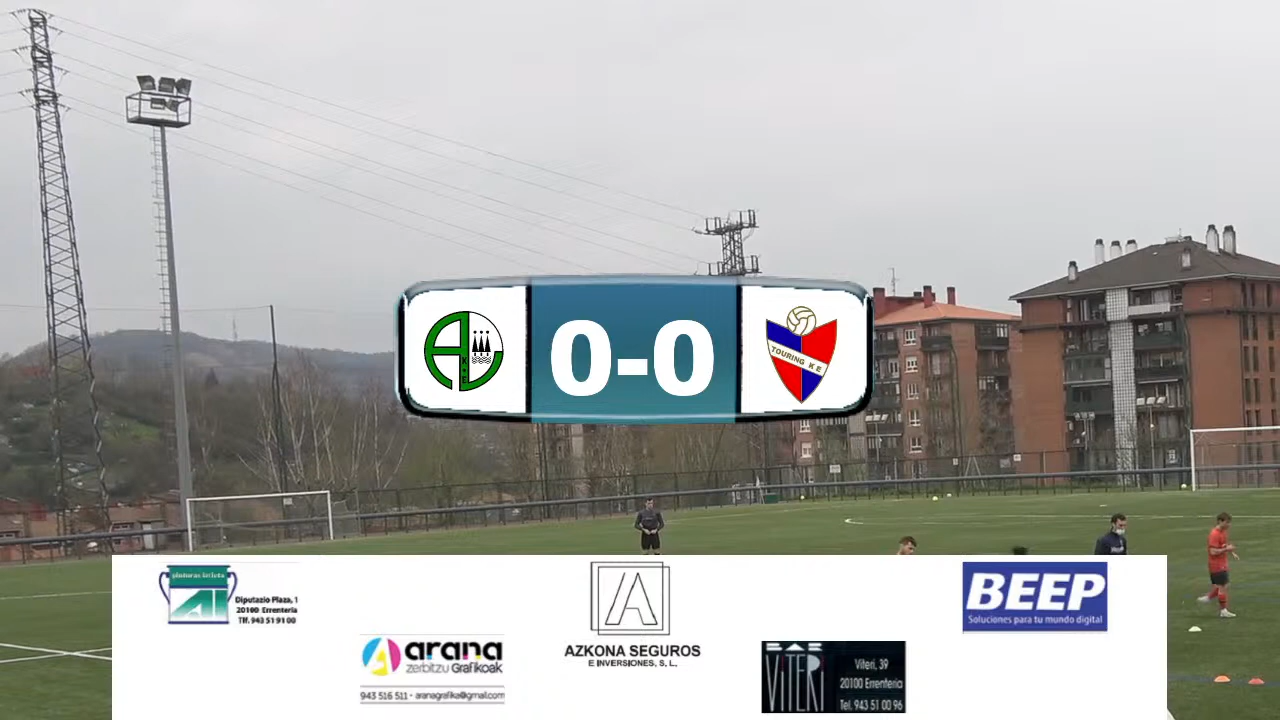 K.E
0-0
TOURING K E
pinturas iztieta
Diputazio Plaza, 1
20100 Errenteria
Tlf. 943 51 91 00
arana
zerbitzu Grafikoak
943 516 511 - aranagrafika@gmail.com
AZKONA SEGUROS
E INVERSIONES, S, L,
BAR
ViTERi
Viteri, 39
20100 Errenteria
Tel. 943 51 00 96
BEEP
Soluciones para tu mundo digital